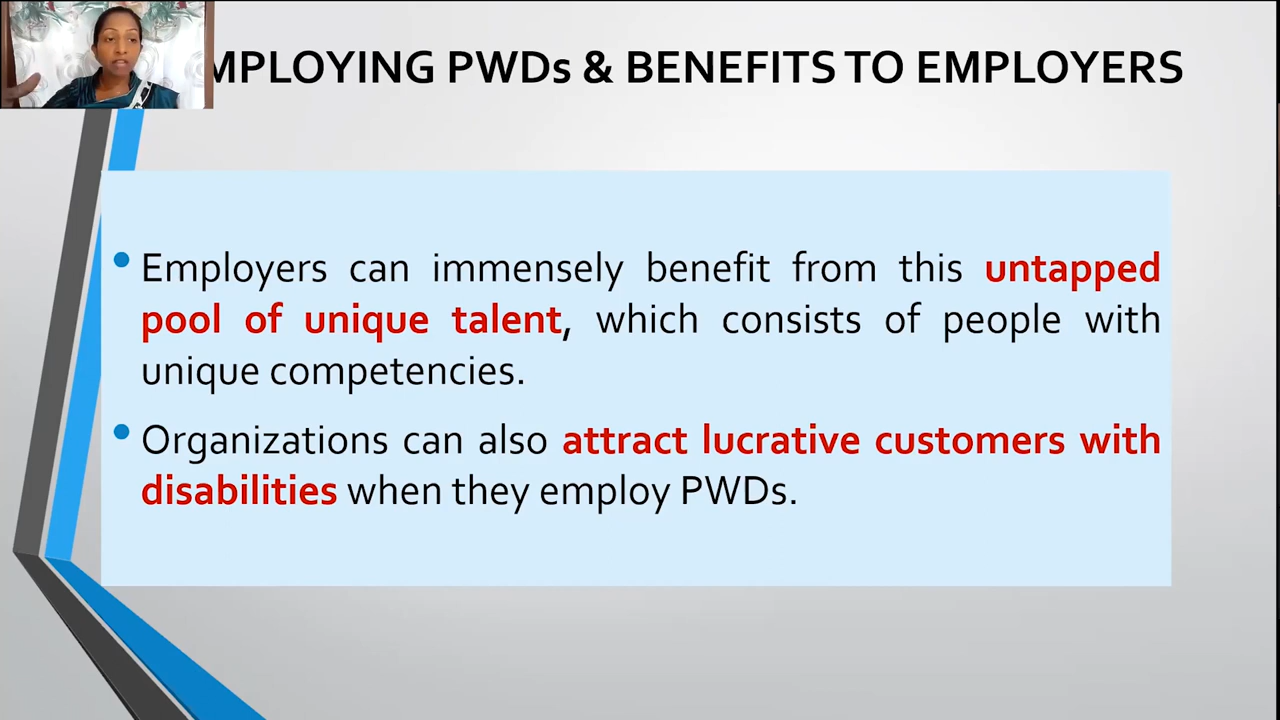 MPLOYING PWDs & BENEFITS TO EMPLOYERS
• Employers can immensely benefit from this untapped
pool of unique talent, which consists of people with
unique competencies.
• Organizations can also attract lucrative customers with
disabilities when they employ PWDs.